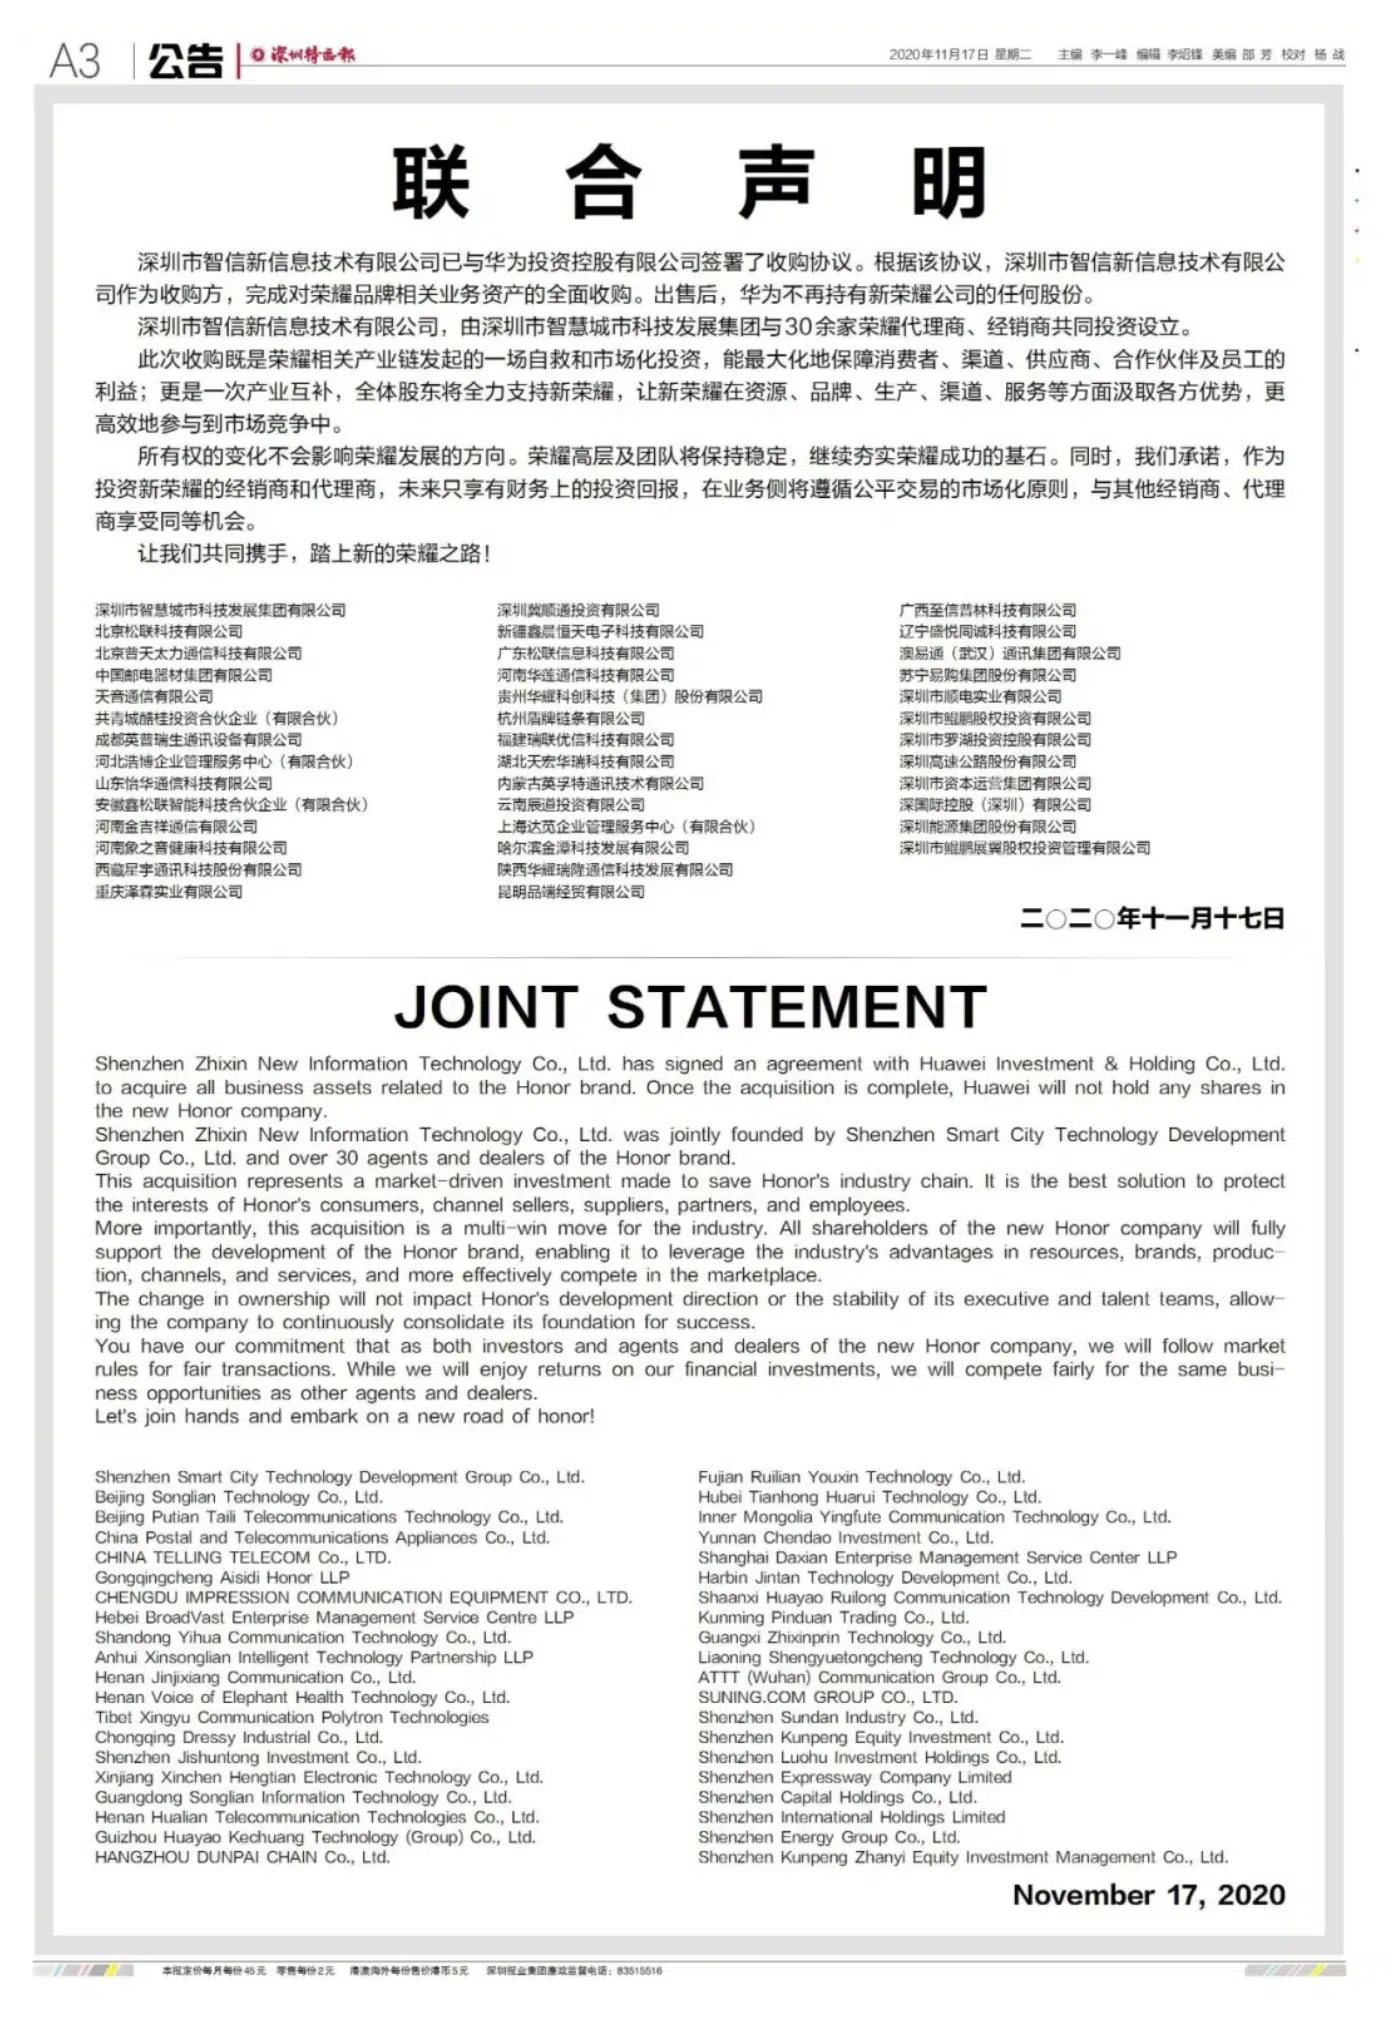 A3 公告 深圳特区报
2020年11月17日 星期二 主编 李一峰 编辑 李绍锋 美编 邵 芳 校对 杨 战
联 合 声 明
深圳市智信新信息技术有限公司已与华为投资控股有限公司签署了收购协议。根据该协议，深圳市智信新信息技术有限公
司作为收购方，完成对荣耀品牌相关业务资产的全面收购。出售后，华为不再持有新荣耀公司的任何股份。
深圳市智信新信息技术有限公司，由深圳市智慧城市科技发展集团与30余家荣耀代理商、经销商共同投资设立。
此次收购既是荣耀相关产业链发起的一场自救和市场化投资，能最大化地保障消费者、渠道、供应商、合作伙伴及员工的
利益；更是一次产业互补，全体股东将全力支持新荣耀，让新荣耀在资源、品牌、生产、渠道、服务等方面汲取各方优势，更
高效地参与到市场竞争中。
所有权的变化不会影响荣耀发展的方向。荣耀高层及团队将保持稳定，继续夯实荣耀成功的基石。同时，我们承诺，作为
投资新荣耀的经销商和代理商，未来只享有财务上的投资回报，在业务侧将遵循公平交易的市场化原则，与其他经销商、代理
商享受同等机会。
让我们共同携手，踏上新的荣耀之路！
深圳市智慧城市科技发展集团有限公司
北京松联科技有限公司
北京普天太力通信科技有限公司
中国邮电器材集团有限公司
天音通信有限公司
共青城酷桂投资合伙企业（有限合伙）
成都英普瑞生通讯设备有限公司
河北浩博企业管理服务中心（有限合伙）
山东怡华通信科技有限公司
安徽鑫松联智能科技合伙企业（有限合伙）
河南金吉祥通信有限公司
河南象之音健康科技有限公司
西藏星宇通讯科技股份有限公司
重庆泽森实业有限公司
深圳冀顺通投资有限公司
新疆鑫晨恒天电子科技有限公司
广东松联信息科技有限公司
河南华莲通信科技有限公司
贵州华耀科创科技（集团）股份有限公司
杭州盾牌链条有限公司
福建瑞联优信科技有限公司
湖北天宏华瑞科技有限公司
内蒙古英孚特通讯技术有限公司
云南辰道投资有限公司
上海达苋企业管理服务中心（有限合伙）
哈尔滨金潭科技发展有限公司
陕西华耀瑞隆通信科技发展有限公司
昆明品端经贸有限公司
广西至信普林科技有限公司
辽宁盛悦同诚科技有限公司
澳易通（武汉）通讯集团有限公司
苏宁易购集团股份有限公司
深圳市顺电实业有限公司
深圳市鲲鹏股权投资有限公司
深圳市罗湖投资控股有限公司
深圳高速公路股份有限公司
深圳市资本运营集团有限公司
深国际控股（深圳）有限公司
深圳能源集团股份有限公司
深圳市鲲鹏展翼股权投资管理有限公司
二〇二〇年十一月十七日
JOINT STATEMENT
Shenzhen Zhixin New Information Technology Co., Ltd. has signed an agreement with Huawei Investment & Holding Co., Ltd.
to acquire all business assets related to the Honor brand. Once the acquisition is complete, Huawei will not hold any shares in
the new Honor company.
Shenzhen Zhixin New Information Technology Co., Ltd. was jointly founded by Shenzhen Smart City Technology Development
Group Co., Ltd. and over 30 agents and dealers of the Honor brand.
This acquisition represents a market-driven investment made to save Honor's industry chain. It is the best solution to protect
the interests of Honor's consumers, channel sellers, suppliers, partners, and employees.
More importantly, this acquisition is a multi-win move for the industry. All shareholders of the new Honor company will fully
support the development of the Honor brand, enabling it to leverage the industry's advantages in resources, brands, produc-
tion, channels, and services, and more effectively compete in the marketplace.
The change in ownership will not impact Honor's development direction or the stability of its executive and talent teams, allow-
ing the company to continuously consolidate its foundation for success.
You have our commitment that as both investors and agents and dealers of the new Honor company, we will follow market
rules for fair transactions. While we will enjoy returns on our financial investments, we will compete fairly for the same busi-
ness opportunities as other agents and dealers.
Let's join hands and embark on a new road of honor!
Shenzhen Smart City Technology Development Group Co., Ltd.
Beijing Songlian Technology Co., Ltd.
Beijing Putian Taili Telecommunications Technology Co., Ltd.
China Postal and Telecommunications Appliances Co., Ltd.
CHINA TELLING TELECOM Co., LTD.
Gongqingcheng Aisidi Honor LLP
CHENGDU IMPRESSION COMMUNICATION EQUIPMENT CO., LTD.
Hebei BroadVast Enterprise Management Service Centre LLP
Shandong Yihua Communication Technology Co., Ltd.
Anhui Xinsonglian Intelligent Technology Partnership LLP
Henan Jinjixiang Communication Co., Ltd.
Henan Voice of Elephant Health Technology Co., Ltd.
Tibet Xingyu Communication Polytron Technologies
Chongqing Dressy Industrial Co., Ltd.
Shenzhen Jishuntong Investment Co., Ltd.
Xinjiang Xinchen Hengtian Electronic Technology Co., Ltd.
Guangdong Songlian Information Technology Co., Ltd.
Henan Hualian Telecommunication Technologies Co., Ltd.
Guizhou Huayao Kechuang Technology (Group) Co., Ltd.
HANGZHOU DUNPAI CHAIN Co., Ltd.
Fujian Ruilian Youxin Technology Co., Ltd.
Hubei Tianhong Huarui Technology Co., Ltd.
Inner Mongolia Yingfute Communication Technology Co., Ltd.
Yunnan Chendao Investment Co., Ltd.
Shanghai Daxian Enterprise Management Service Center LLP
Harbin Jintan Technology Development Co., Ltd.
Shaanxi Huayao Ruilong Communication Technology Development Co., Ltd.
Kunming Pinduan Trading Co., Ltd.
Guangxi Zhixinprin Technology Co., Ltd.
Liaoning Shengyuetongcheng Technology Co., Ltd.
ATTT (Wuhan) Communication Group Co., Ltd.
SUNING.COM GROUP CO., LTD.
Shenzhen Sundan Industry Co., Ltd.
Shenzhen Kunpeng Equity Investment Co., Ltd.
Shenzhen Luohu Investment Holdings Co., Ltd.
Shenzhen Expressway Company Limited
Shenzhen Capital Holdings Co., Ltd.
Shenzhen International Holdings Limited
Shenzhen Energy Group Co., Ltd.
Shenzhen Kunpeng Zhanyi Equity Investment Management Co., Ltd.
November 17, 2020
本报定价每月每份45元 零售每份2元 港澳海外每份售价港币5元 深圳报业集团廉政监督电话：83515516